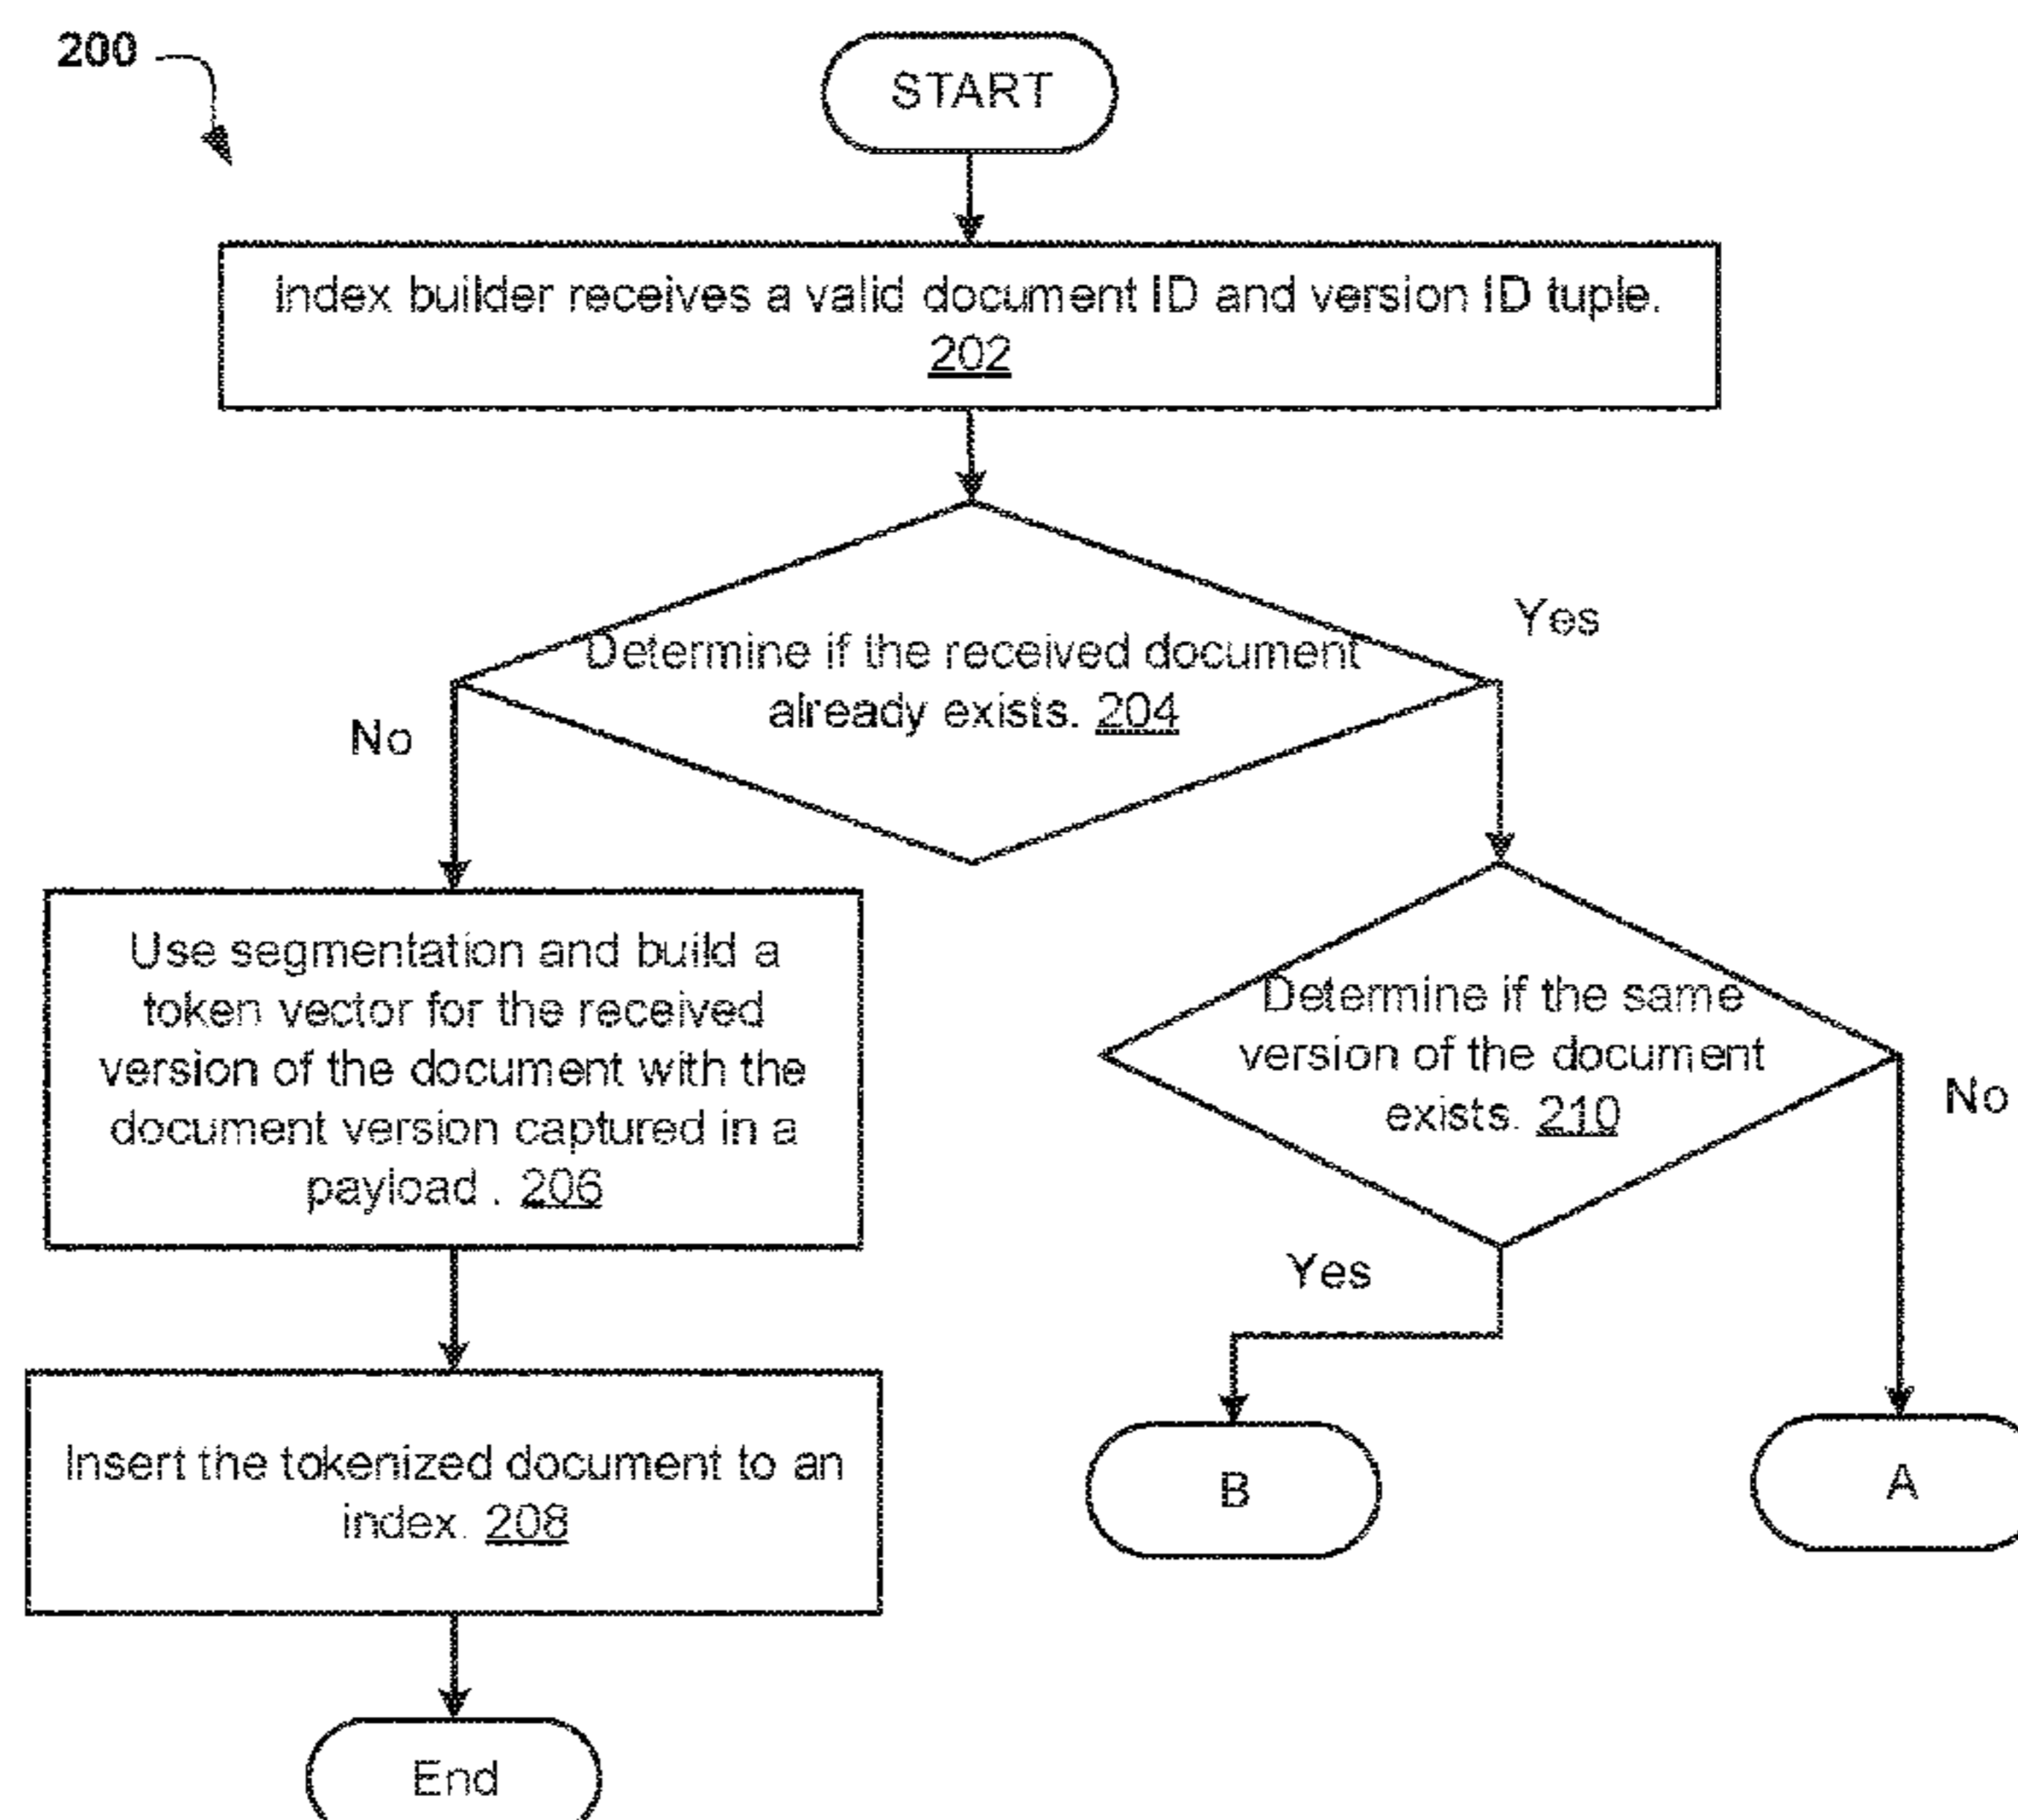 200
START
Index builder receives a valid document ID and version ID tuple.
202
Determine if the received document
already exists. 204
Yes
No
Use segmentation and build a
token vector for the received
version of the document with the
document version captured in a
payload . 206
Determine if the same
version of the document
exists. 210
No
Yes
Insert the tokenized document to an
index. 208
B
A
End